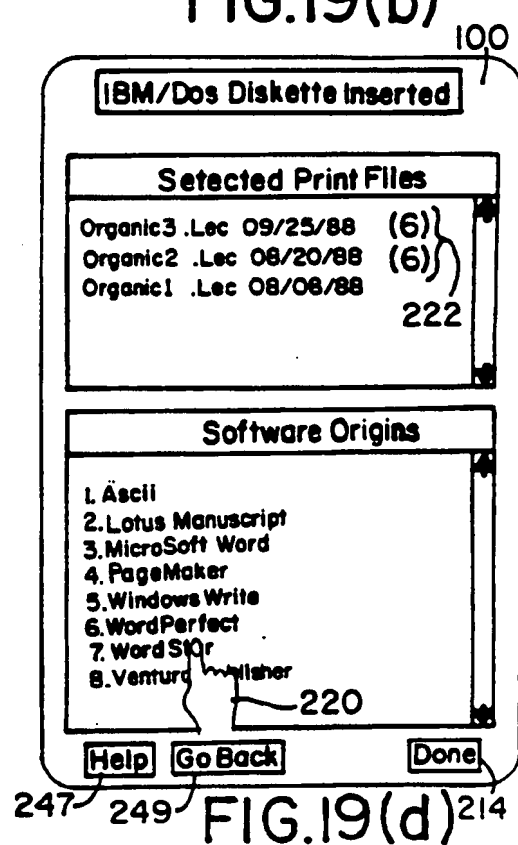 FIG.19(b)
100
IBM/Dos Diskette Inserted
Setected Print Files
Organic3 .Lec 09/25/88 (6)
Organic2 .Lec 08/20/88 (6)
Organic1 .Lec 08/08/88
222
Software Origins
1. Ascii
2. Lotus Manuscript
3. MicroSoft Word
4. PageMaker
5. Windows Write
6. WordPerfect
7. Word Star
8. Ventura
220
Help Go Back Done
247 249 FIG.19(d) 214